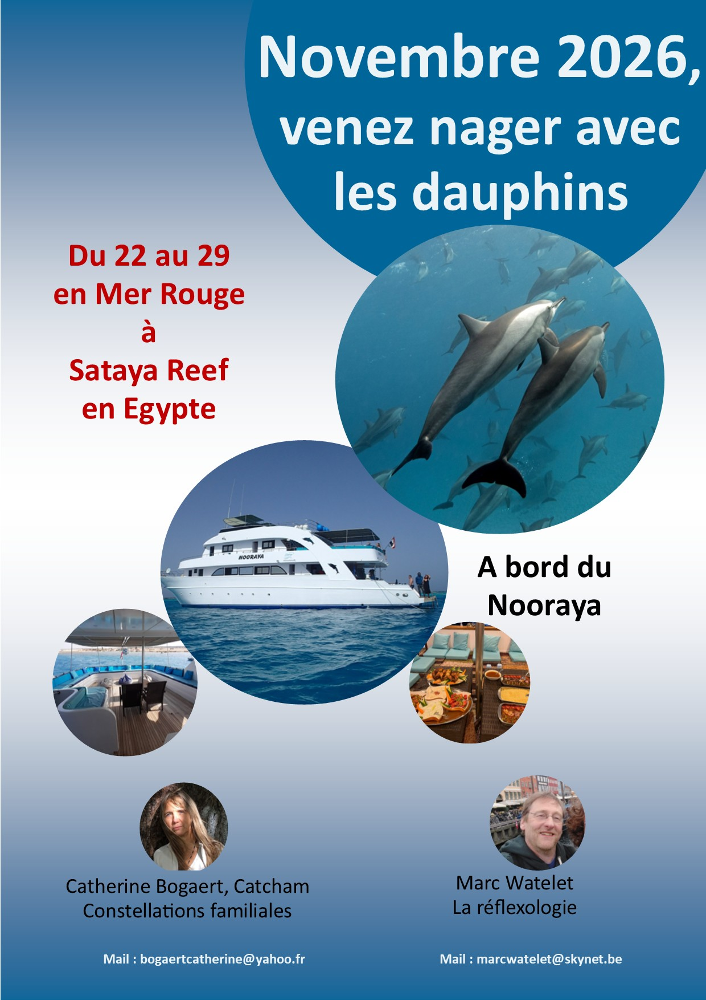 Novembre 2026,
venez nager avec
les dauphins
Du 22 au 29
en Mer Rouge
à
Sataya Reef
en Egypte
NOORAYA
A bord du
Nooraya
Catherine Bogaert, Catcham
Constellations familiales
Marc Watelet
La réflexologie
Mail : bogaertcatherine@yahoo.fr
Mail : marcwatelet@skynet.be